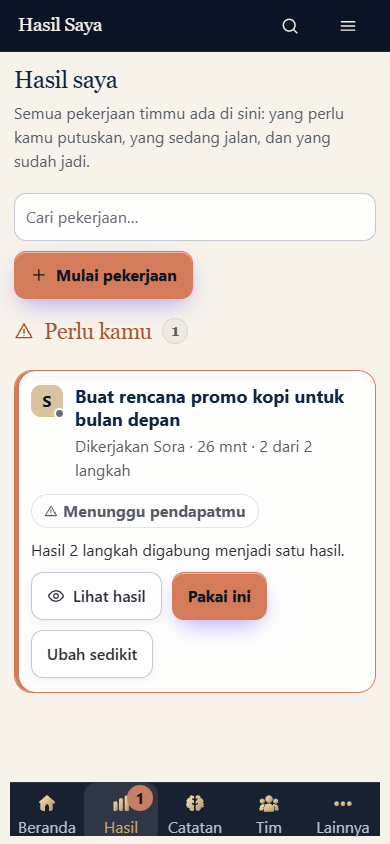 Hasil Saya
Hasil saya
Semua pekerjaan timmu ada di sini: yang perlu
kamu putuskan, yang sedang jalan, dan yang
sudah jadi.
Cari pekerjaan...
Mulai pekerjaan
Perlu kamu 1
S
Buat rencana promo kopi untuk
bulan depan
Dikerjakan Sora · 26 mnt · 2 dari 2
langkah
Menunggu pendapatmu
Hasil 2 langkah digabung menjadi satu hasil.
Lihat hasil
Pakai ini
Ubah sedikit
1
Beranda
Hasil
Catatan
Tim
Lainnya